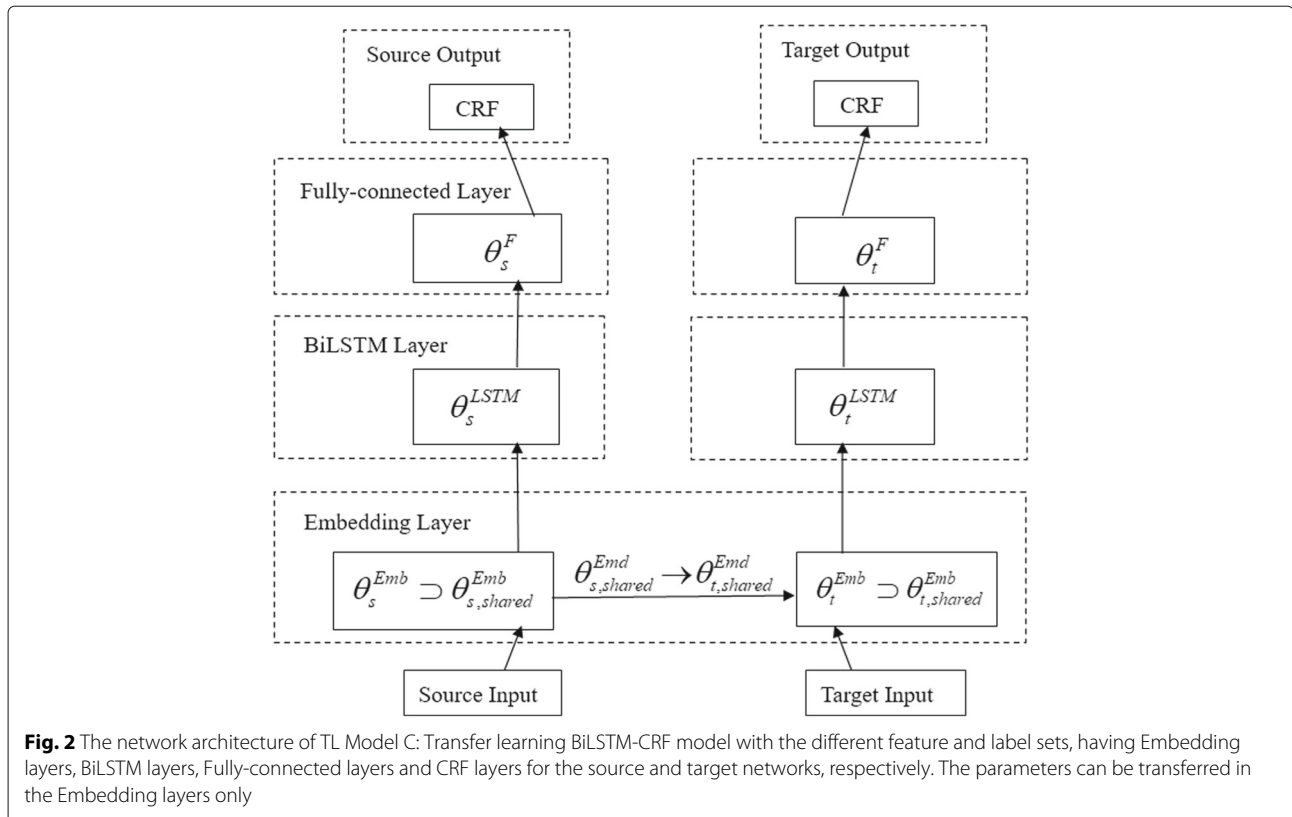 Source Output
Target Output
CRF
CRF
Fully-connected Layer
θ_s^F
θ_t^F
BiLSTM Layer
θ_s^{LSTM}
θ_t^{LSTM}
Embedding Layer
θ_s^{Emb} ⊃ θ_{s,shared}^{Emb}
θ_{s,shared}^{Emd} → θ_{t,shared}^{Emd}
θ_t^{Emb} ⊃ θ_{t,shared}^{Emb}
Source Input
Target Input
Fig. 2 The network architecture of TL Model C: Transfer learning BiLSTM-CRF model with the different feature and label sets, having Embedding
layers, BiLSTM layers, Fully-connected layers and CRF layers for the source and target networks, respectively. The parameters can be transferred in
the Embedding layers only